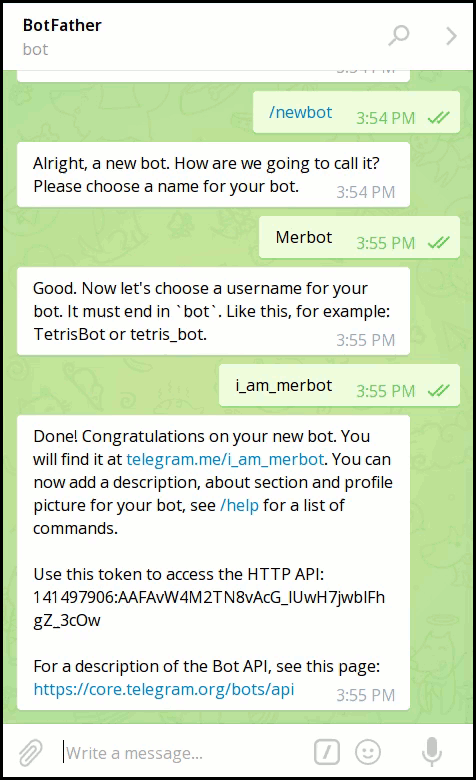 BotFather
bot
/newbot 3:54 PM
Alright, a new bot. How are we going to call it?
Please choose a name for your bot. 3:54 PM
Merbot 3:55 PM
Good. Now let's choose a username for your
bot. It must end in `bot`. Like this, for example:
TetrisBot or tetris_bot. 3:55 PM
i_am_merbot 3:55 PM
Done! Congratulations on your new bot. You
will find it at telegram.me/i_am_merbot. You can
now add a description, about section and profile
picture for your bot, see /help for a list of
commands.
Use this token to access the HTTP API:
141497906:AAFAvW4M2TN8vAcG_lUwH7jwblFh
gZ_3cOw
For a description of the Bot API, see this page:
https://core.telegram.org/bots/api 3:55 PM
Write a message...